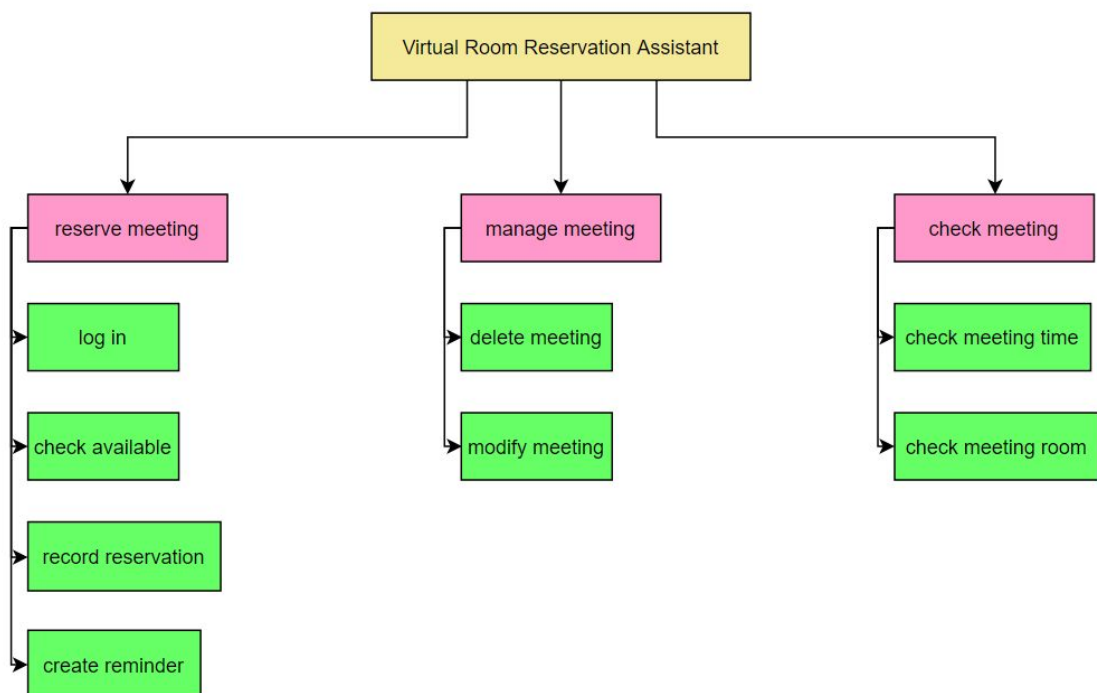 Virtual Room Reservation Assistant
reserve meeting
manage meeting
check meeting
log in
delete meeting
check meeting time
check available
modify meeting
check meeting room
record reservation
create reminder